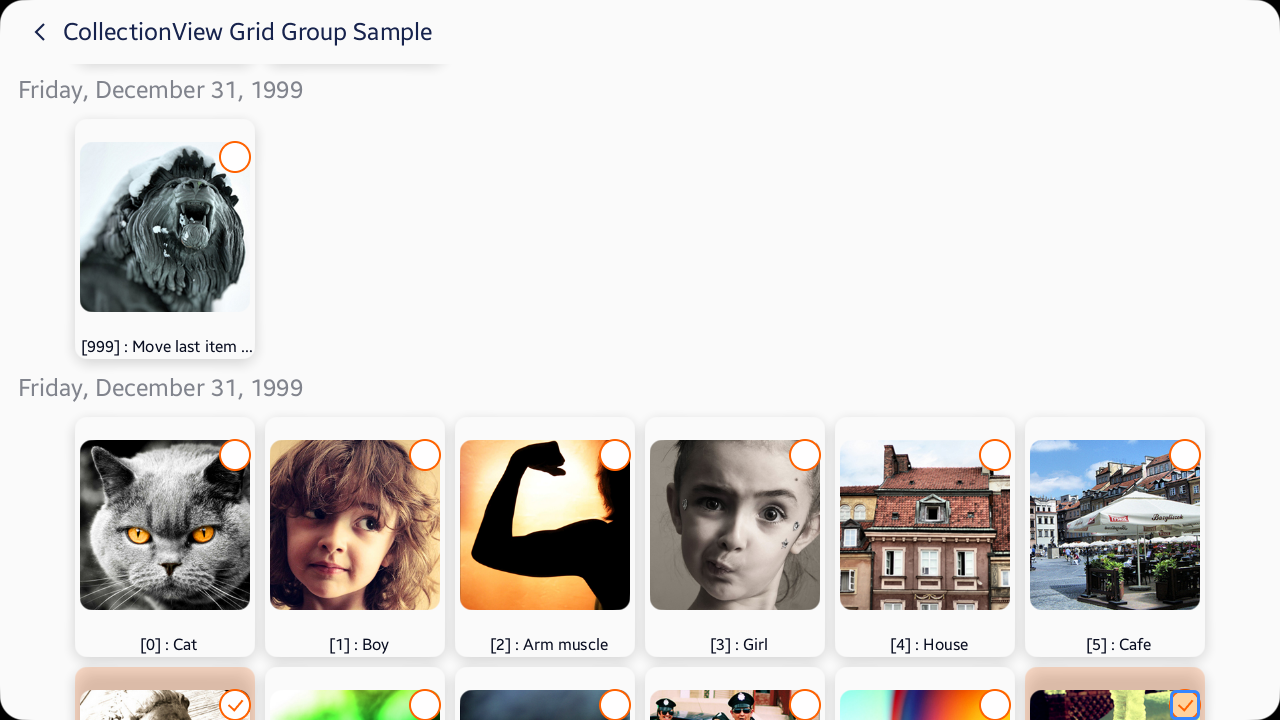 CollectionView Grid Group Sample
Friday, December 31, 1999
[999] : Move last item ...
Friday, December 31, 1999
[0] : Cat
[1] : Boy
[2] : Arm muscle
[3] : Girl
[4] : House
[5] : Cafe